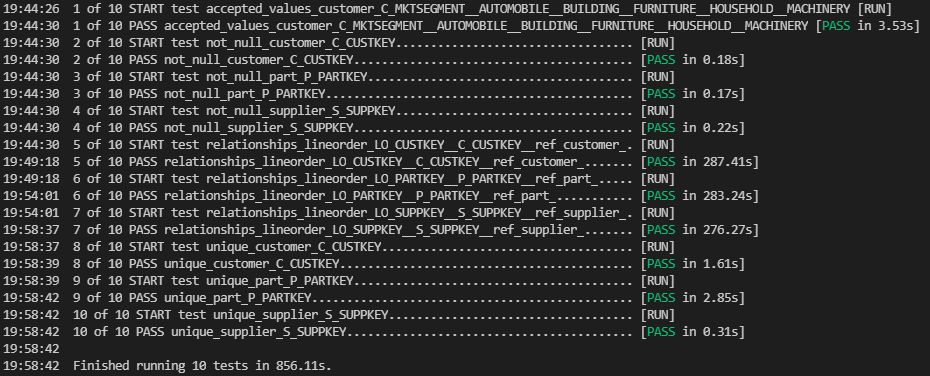 19:44:26 1 of 10 START test accepted_values_customer_C_MKTSEGMENT__AUTOMOBILE__BUILDING__FURNITURE__HOUSEHOLD__MACHINERY [RUN]
19:44:30 1 of 10 PASS accepted_values_customer_C_MKTSEGMENT__AUTOMOBILE__BUILDING__FURNITURE__HOUSEHOLD__MACHINERY [PASS in 3.53s]
19:44:30 2 of 10 START test not_null_customer_C_CUSTKEY.................................. [RUN]
19:44:30 2 of 10 PASS not_null_customer_C_CUSTKEY........................................ [PASS in 0.18s]
19:44:30 3 of 10 START test not_null_part_P_PARTKEY...................................... [RUN]
19:44:30 3 of 10 PASS not_null_part_P_PARTKEY............................................ [PASS in 0.17s]
19:44:30 4 of 10 START test not_null_supplier_S_SUPPKEY.................................. [RUN]
19:44:30 4 of 10 PASS not_null_supplier_S_SUPPKEY........................................ [PASS in 0.22s]
19:44:30 5 of 10 START test relationships_lineorder_LO_CUSTKEY__C_CUSTKEY__ref_customer_. [RUN]
19:49:18 5 of 10 PASS relationships_lineorder_LO_CUSTKEY__C_CUSTKEY__ref_customer_....... [PASS in 287.41s]
19:49:18 6 of 10 START test relationships_lineorder_LO_PARTKEY__P_PARTKEY__ref_part_..... [RUN]
19:54:01 6 of 10 PASS relationships_lineorder_LO_PARTKEY__P_PARTKEY__ref_part_........... [PASS in 283.24s]
19:54:01 7 of 10 START test relationships_lineorder_LO_SUPPKEY__S_SUPPKEY__ref_supplier_. [RUN]
19:58:37 7 of 10 PASS relationships_lineorder_LO_SUPPKEY__S_SUPPKEY__ref_supplier_....... [PASS in 276.27s]
19:58:37 8 of 10 START test unique_customer_C_CUSTKEY.................................... [RUN]
19:58:39 8 of 10 PASS unique_customer_C_CUSTKEY.......................................... [PASS in 1.61s]
19:58:39 9 of 10 START test unique_part_P_PARTKEY........................................ [RUN]
19:58:42 9 of 10 PASS unique_part_P_PARTKEY.............................................. [PASS in 2.85s]
19:58:42 10 of 10 START test unique_supplier_S_SUPPKEY................................... [RUN]
19:58:42 10 of 10 PASS unique_supplier_S_SUPPKEY......................................... [PASS in 0.31s]
19:58:42
19:58:42 Finished running 10 tests in 856.11s.